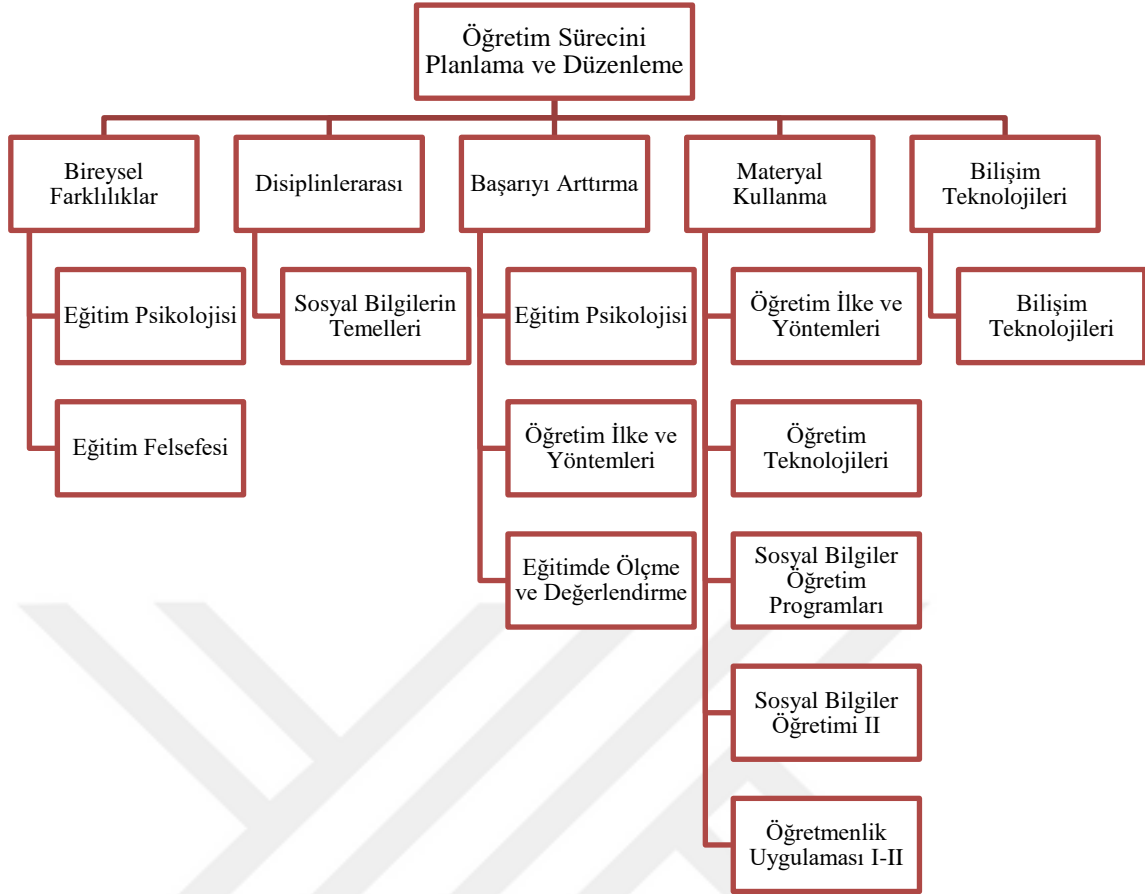 Öğretim Sürecini
Planlama ve Düzenleme
Bireysel
Farklılıklar
Eğitim Psikolojisi
Eğitim Felsefesi
Disiplinlerarası
Sosyal Bilgilerin
Temelleri
Başarıyı Arttırma
Eğitim Psikolojisi
Öğretim İlke ve
Yöntemleri
Eğitimde Ölçme
ve Değerlendirme
Materyal
Kullanma
Öğretim İlke ve
Yöntemleri
Öğretim
Teknolojileri
Sosyal Bilgiler
Öğretim
Programları
Sosyal Bilgiler
Öğretimi II
Öğretmenlik
Uygulaması I-II
Bilişim
Teknolojileri
Bilişim
Teknolojileri